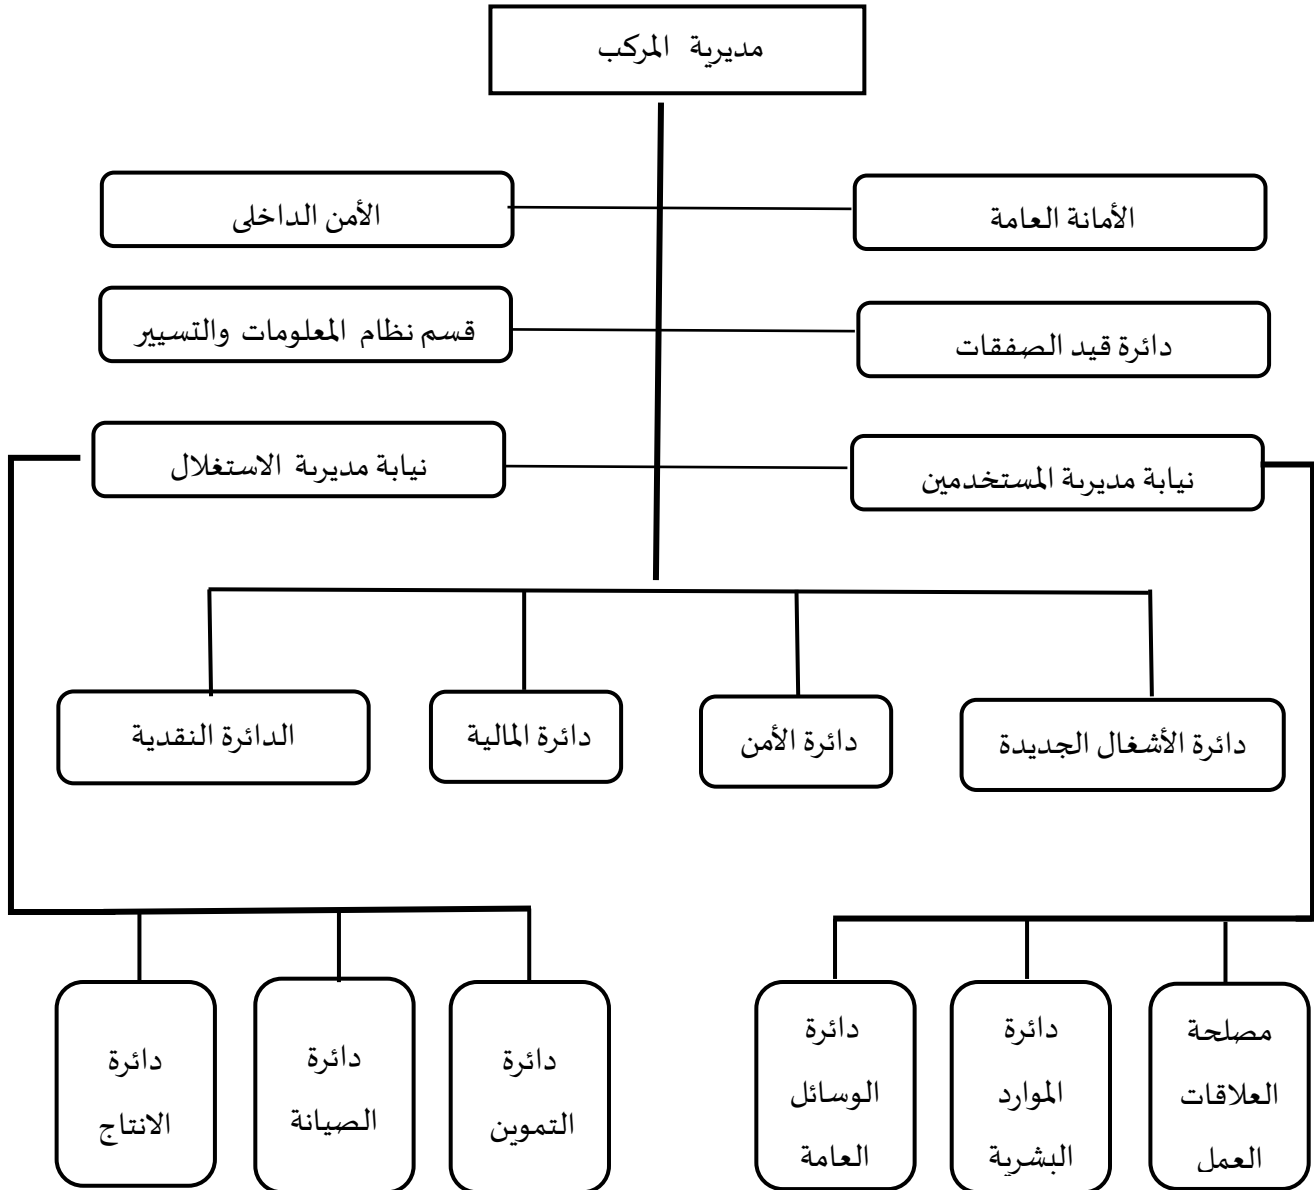 مديرية المركب
الأمانة العامة
الأمن الداخلي
دائرة قيد الصفقات
قسم نظام المعلومات والتسيير
نيابة مديرية المستخدمين
نيابة مديرية الاستغلال
دائرة الأشغال الجديدة
دائرة الأمن
دائرة المالية
الدائرة النقدية
مصلحة
العلاقات
العمل
دائرة
الموارد
البشرية
دائرة
الوسائل
العامة
دائرة
التموين
دائرة
الصيانة
دائرة
الانتاج